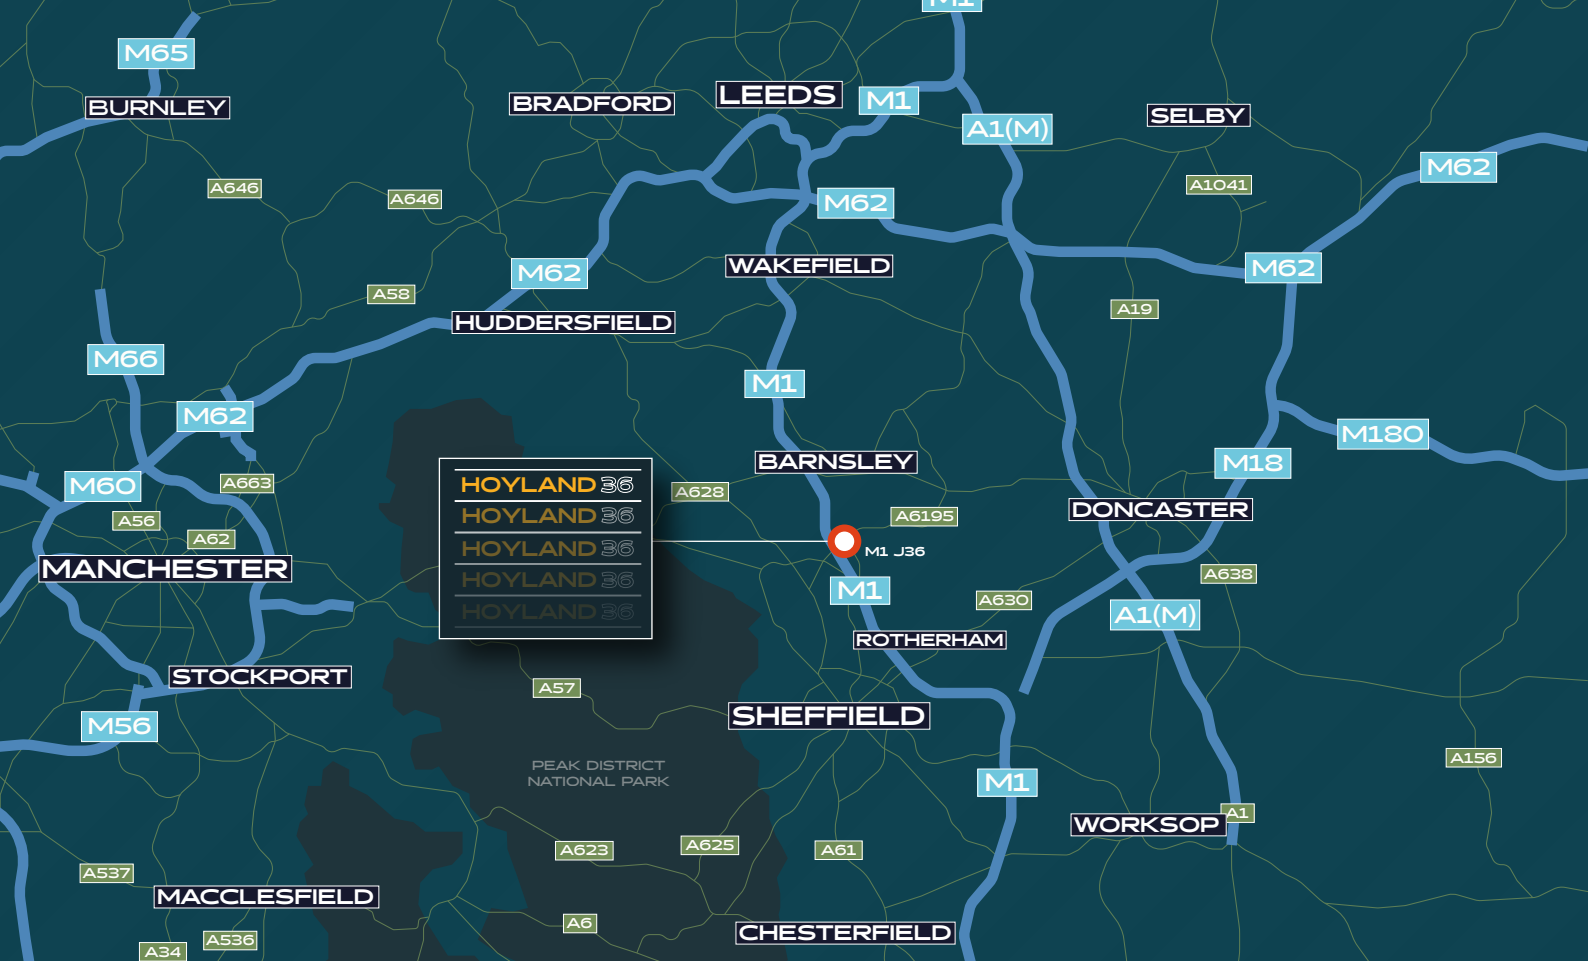 M1
M65
BURNLEY
BRADFORD
LEEDS
M1
A1(M)
SELBY
M62
A646
A646
A1041
M62
WAKEFIELD
M62
M62
A58
A19
HUDDERSFIELD
M66
M1
M62
M180
BARNSLEY
M18
M60
A663
HOYLAND 36
A628
DONCASTER
A56
HOYLAND 36
A6195
A62
HOYLAND 36
M1 J36
MANCHESTER
HOYLAND 36
A638
M1
A630
HOYLAND 36
A1(M)
ROTHERHAM
STOCKPORT
A57
SHEFFIELD
M56
PEAK DISTRICT
NATIONAL PARK
A156
M1
A1
WORKSOP
A623
A625
A61
A537
MACCLESFIELD
A6
CHESTERFIELD
A536
A34